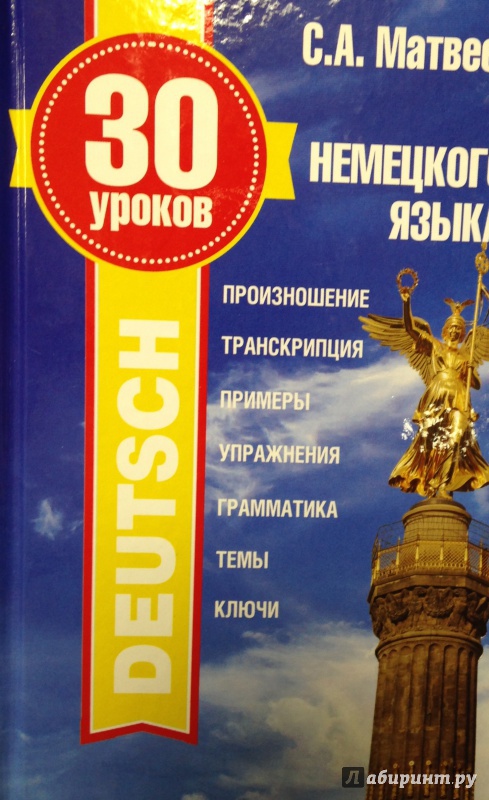 С.А. Матвее
30
уроков
НЕМЕЦКОГО
ЯЗЫКА
DEUTSCH
ПРОИЗНОШЕНИЕ
ТРАНСКРИПЦИЯ
ПРИМЕРЫ
УПРАЖНЕНИЯ
ГРАММАТИКА
ТЕМЫ
КЛЮЧИ
Лабиринт.ру